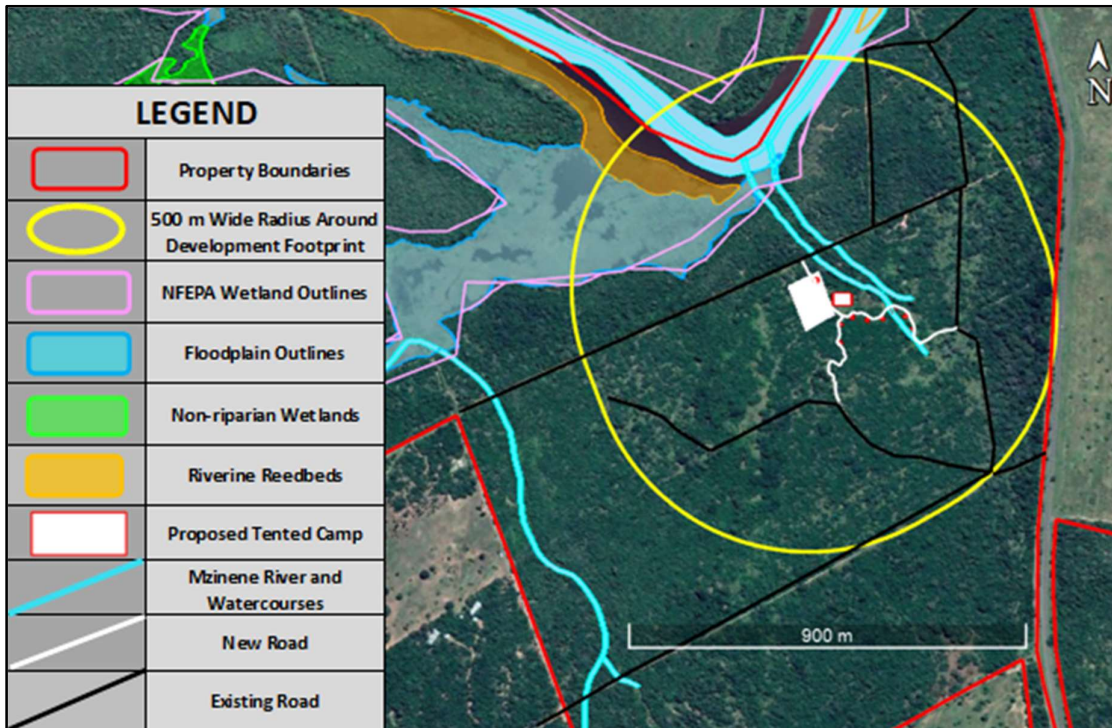 N
LEGEND
Property Boundaries
500 m Wide Radius Around
Development Footprint
NFEPA Wetland Outlines
Floodplain Outlines
Non-riparian Wetlands
Riverine Reedbeds
Proposed Tented Camp
Mzinene River and
Watercourses
New Road
Existing Road
900 m